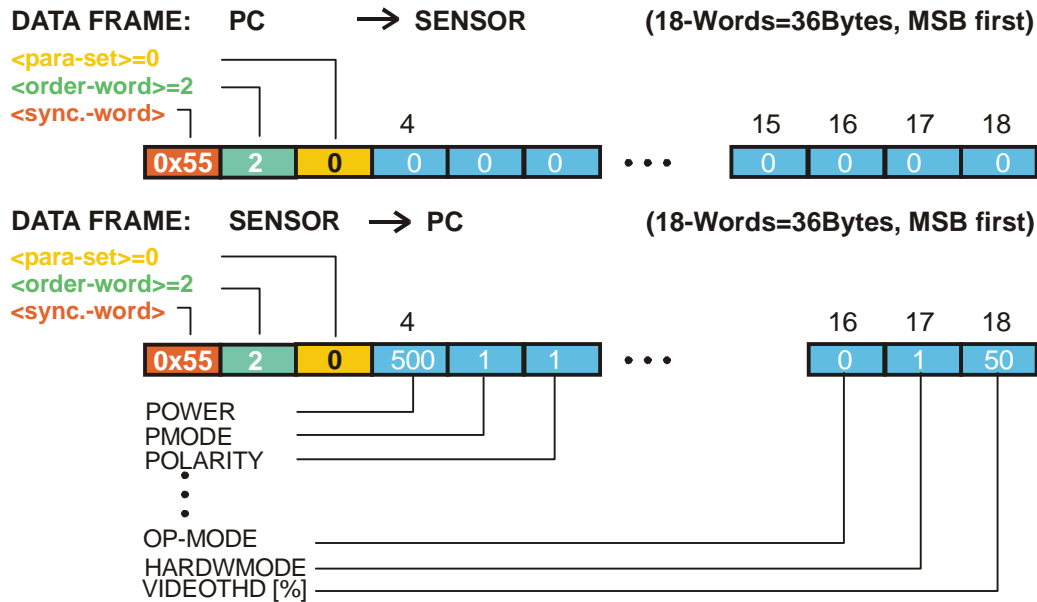 DATA FRAME: PC → SENSOR (18-Words=36Bytes, MSB first)
<para-set>=0
<order-word>=2
<sync.-word>
4 15 16 17 18
0x55 2 0 0 0 0 • • • 0 0 0 0
DATA FRAME: SENSOR → PC (18-Words=36Bytes, MSB first)
<para-set>=0
<order-word>=2
<sync.-word>
4 16 17 18
0x55 2 0 500 1 1 • • • 0 1 50
POWER
PMODE
POLARITY
OP-MODE
HARDWMODE
VIDEOTHD [%]